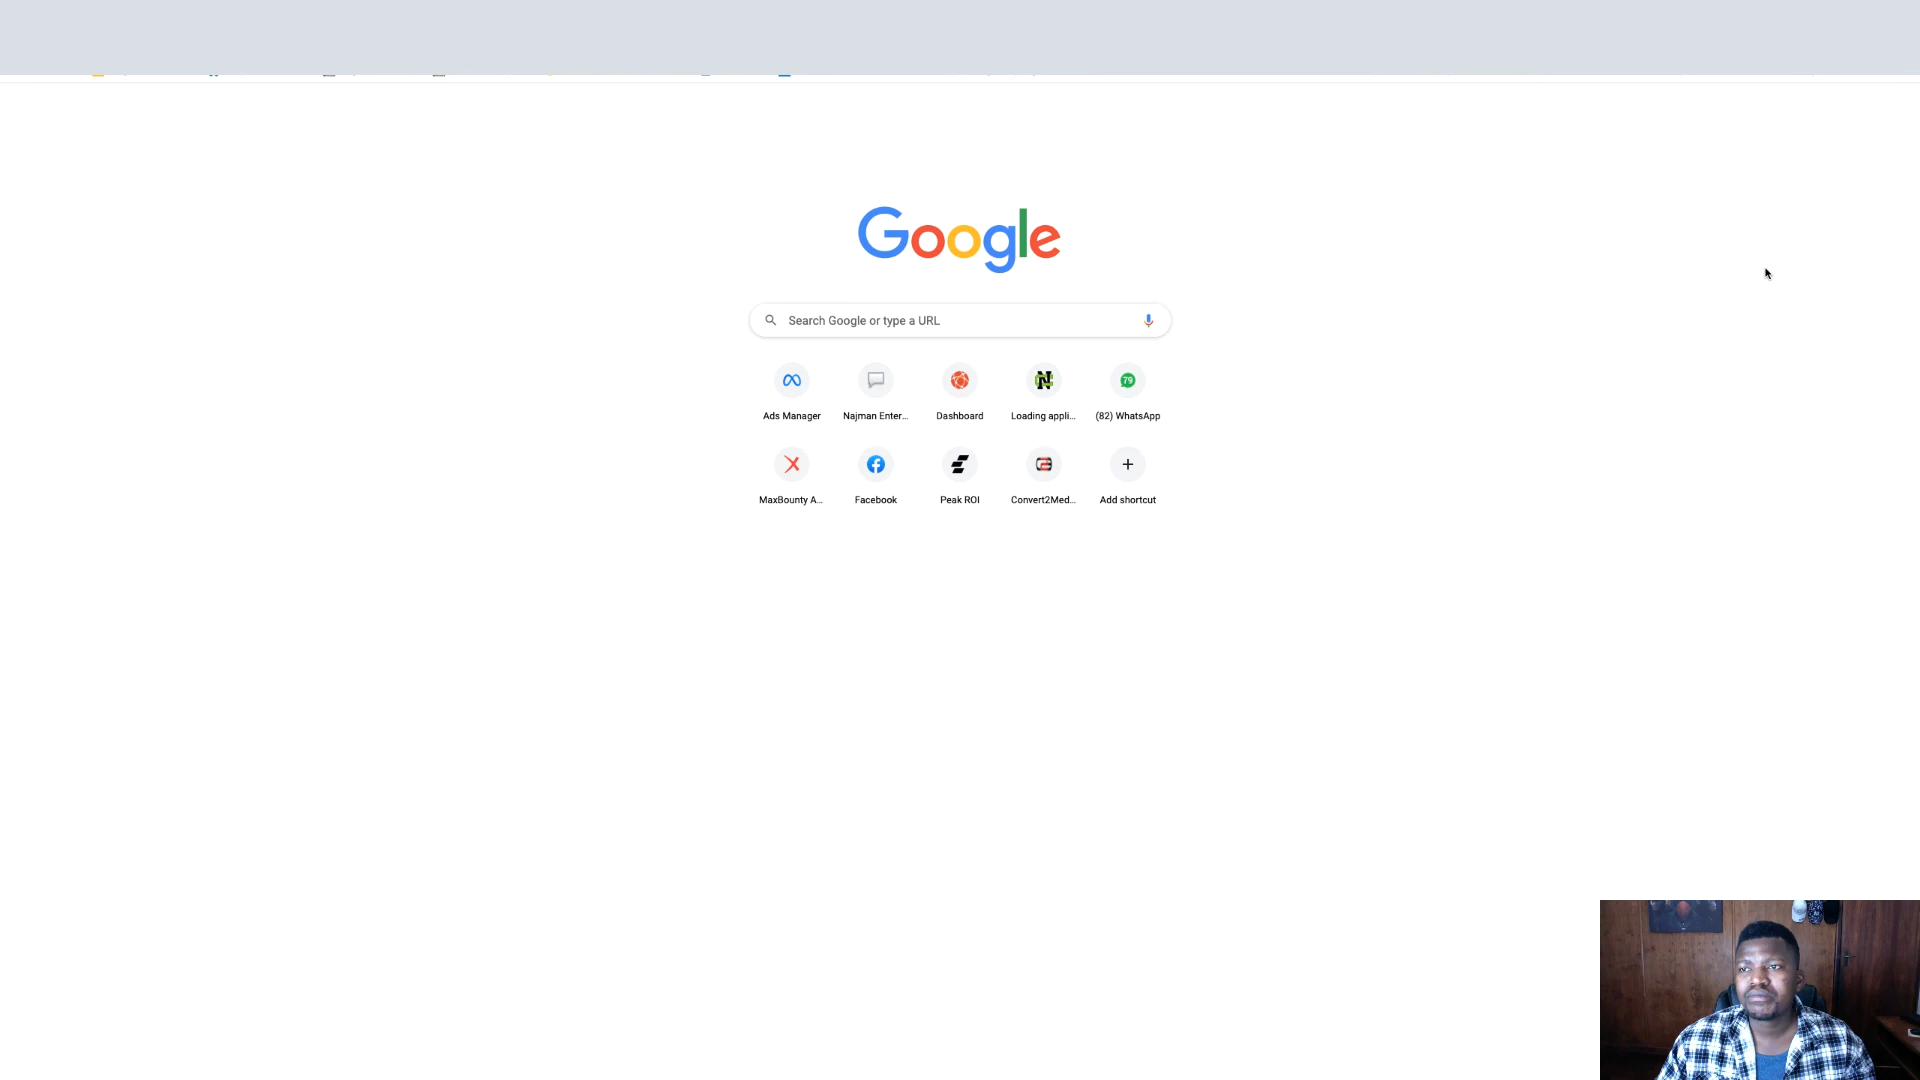 Google
Search Google or type a URL
Ads Manager
Najman Enter...
Dashboard
Loading appli...
79
(82) WhatsApp
MaxBounty A...
Facebook
Peak ROI
Convert2Med...
Add shortcut